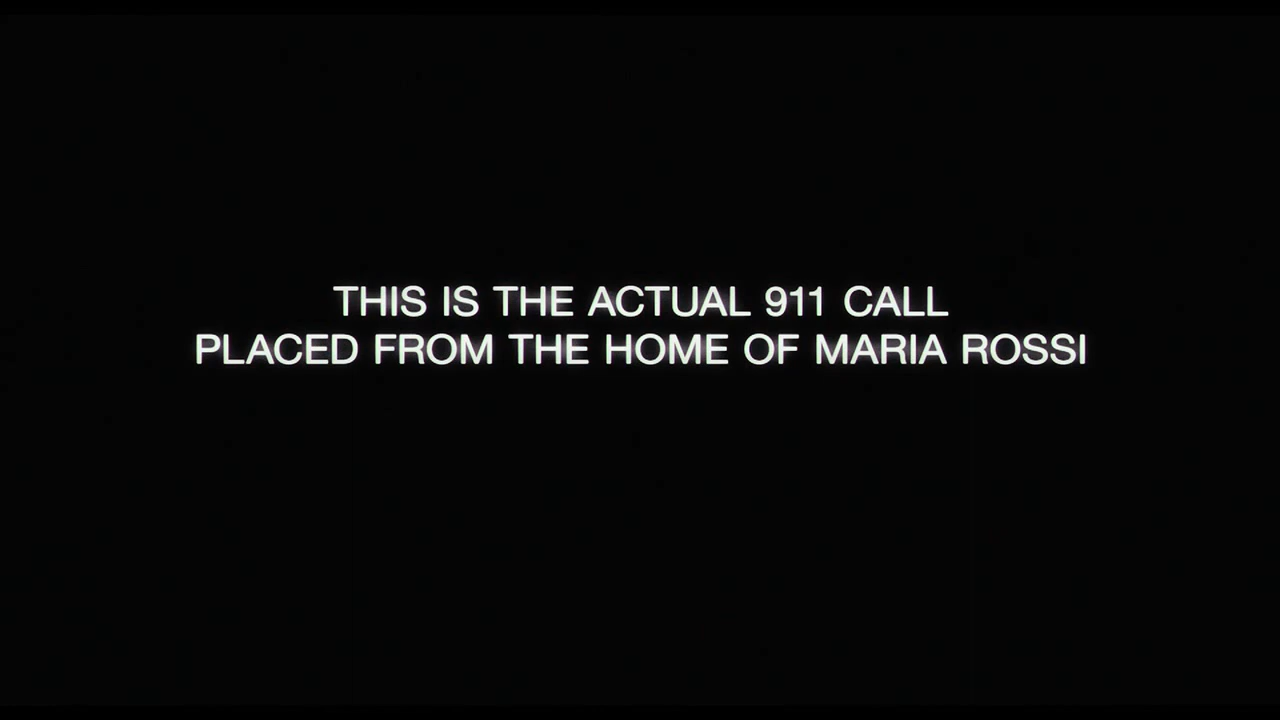 THIS IS THE ACTUAL 911 CALL
PLACED FROM THE HOME OF MARIA ROSSI